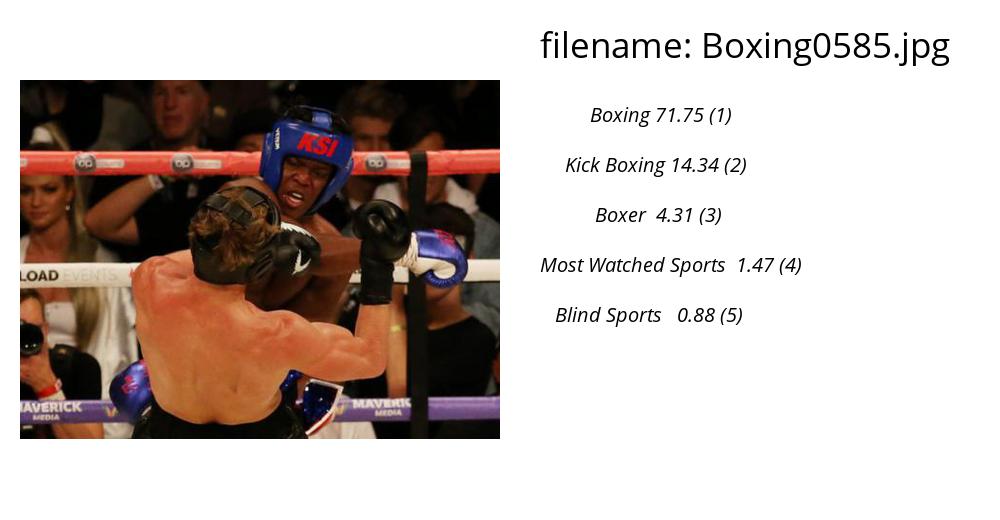 filename: Boxing0585.jpg
Boxing 71.75 (1)
Kick Boxing 14.34 (2)
Boxer 4.31 (3)
Most Watched Sports 1.47 (4)
Blind Sports 0.88 (5)
KSI
LOAD EVENTS
MAVERICK
MEDIA
MAVERICK
MEDIA